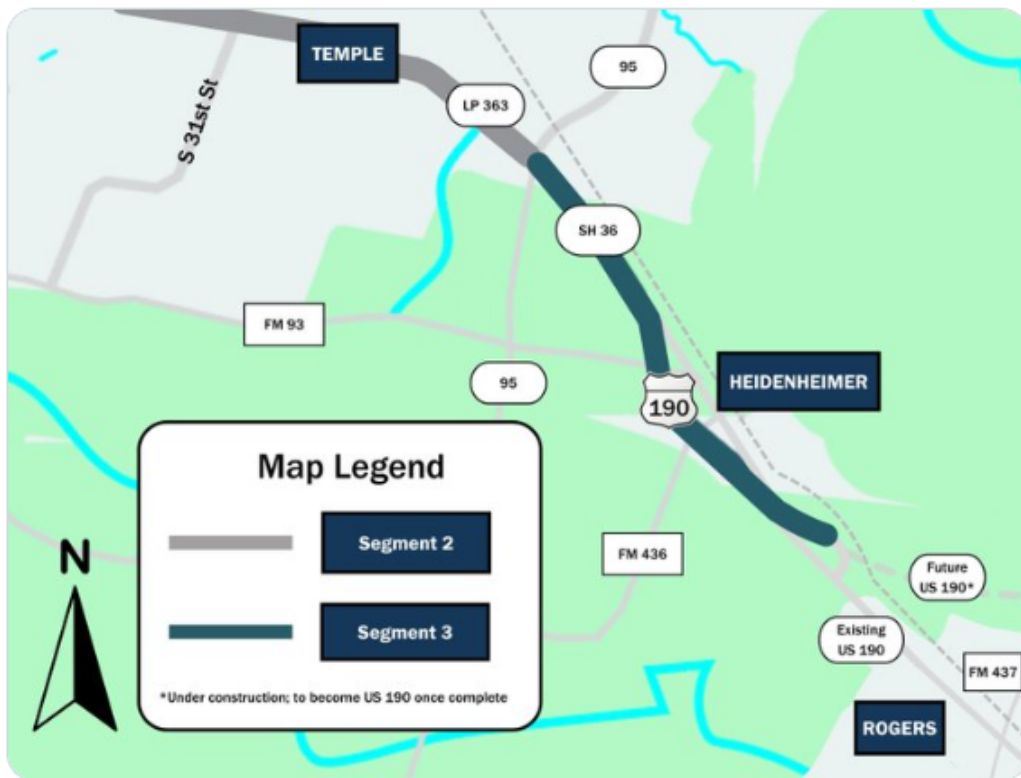 TEMPLE
95
LP 363
S 31st St
SH 36
FM 93
HEIDENHEIMER
95
190
Map Legend
Segment 2
Segment 3
*Under construction; to become US 190 once complete
N
FM 436
Future
US 190*
Existing
US 190
FM 437
ROGERS